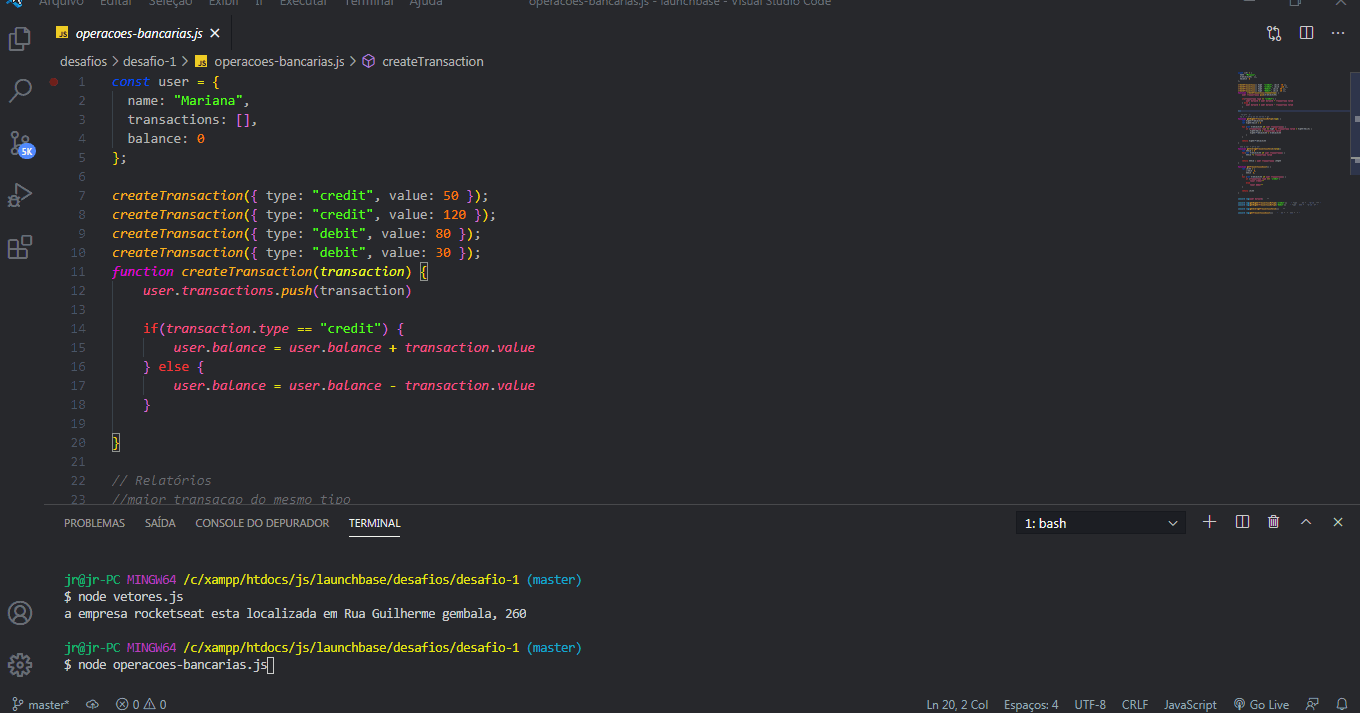 Arquivo Editar Seleção Exibir Ir Executar Terminal Ajuda operacoes-bancarias.js - launchbase - Visual Studio Code
JS operacoes-bancarias.js
desafios > desafio-1 > JS operacoes-bancarias.js > createTransaction
1 const user = {
2 name: "Mariana",
3 transactions: [],
4 balance: 0
5 };
6
7 createTransaction({ type: "credit", value: 50 });
8 createTransaction({ type: "credit", value: 120 });
9 createTransaction({ type: "debit", value: 80 });
10 createTransaction({ type: "debit", value: 30 });
11 function createTransaction(transaction) {
12 user.transactions.push(transaction)
13
14 if(transaction.type == "credit") {
15 user.balance = user.balance + transaction.value
16 } else {
17 user.balance = user.balance - transaction.value
18 }
19
20 }
21
22 // Relatórios
23 //maior transacao do mesmo tipo
5K
PROBLEMAS SAÍDA CONSOLE DO DEPURADOR TERMINAL 1: bash
jr@jr-PC MINGW64 /c/xampp/htdocs/js/launchbase/desafios/desafio-1 (master)
$ node vetores.js
a empresa rocketseat esta localizada em Rua Guilherme gembala, 260
jr@jr-PC MINGW64 /c/xampp/htdocs/js/launchbase/desafios/desafio-1 (master)
$ node operacoes-bancarias.js
master* 0 0 Ln 20, 2 Col Espaços: 4 UTF-8 CRLF JavaScript Go Live